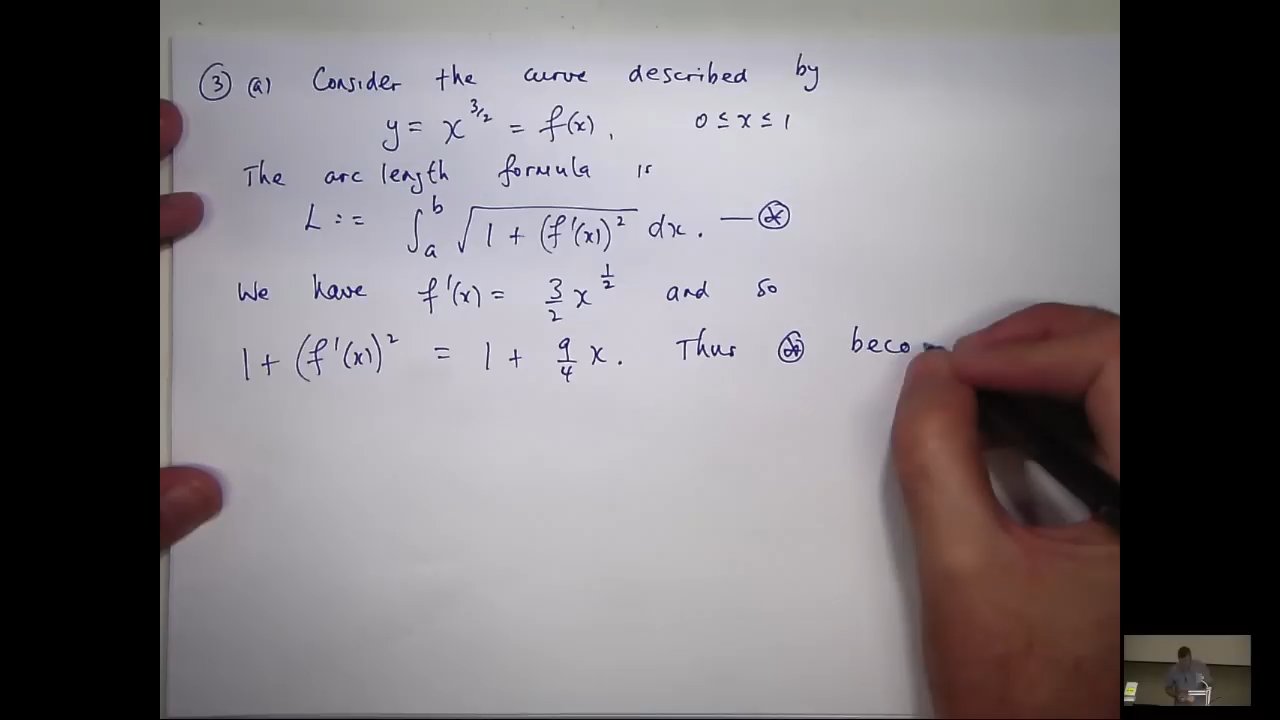 ③ (a) Consider the curve described by
y = x^{3/2} = f(x), 0 ≤ x ≤ 1
The arc length formula is
L := ∫_a^b √(1 + (f'(x))^2) dx. — ⊛
We have f'(x) = 3/2 x^{1/2} and so
1 + (f'(x))^2 = 1 + 9/4 x. Thus ⊛ beco